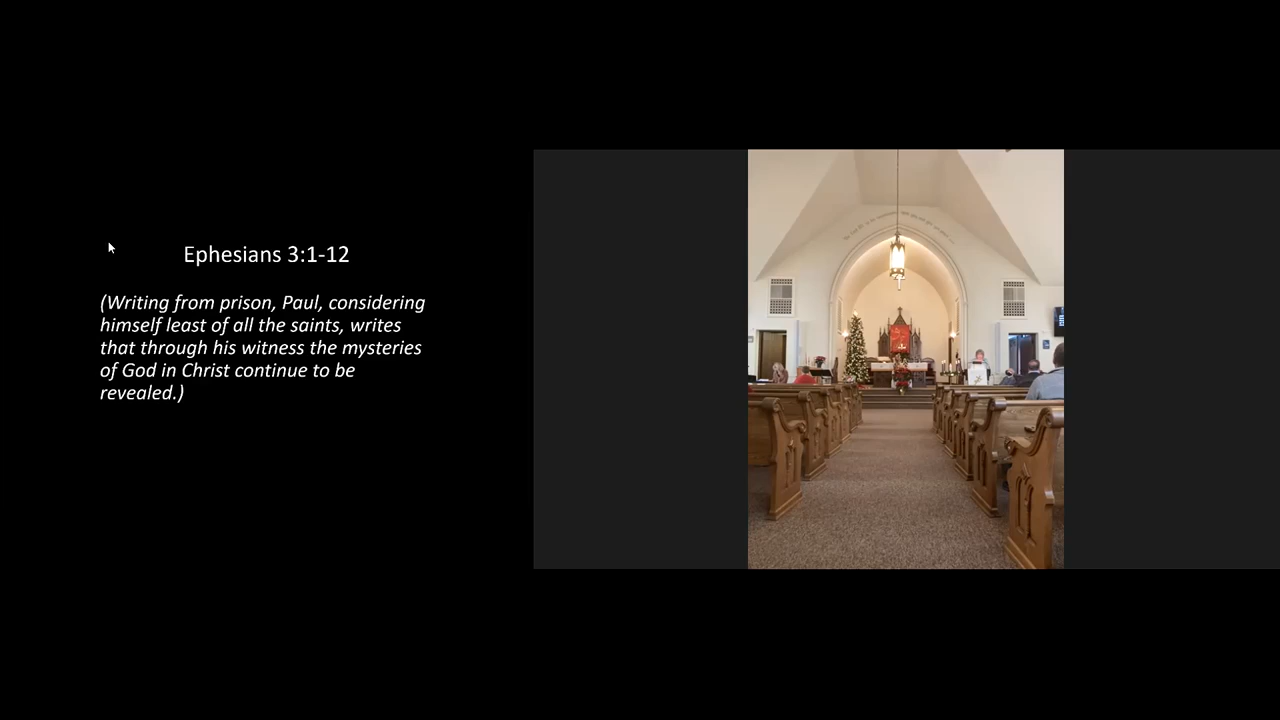 Ephesians 3:1-12
(Writing from prison, Paul, considering
himself least of all the saints, writes
that through his witness the mysteries
of God in Christ continue to be
revealed.)